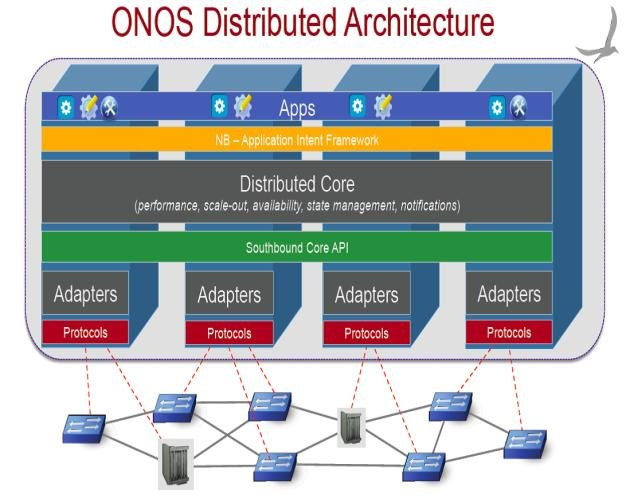 ONOS Distributed Architecture
Apps
NB – Application Intent Framework
Distributed Core
(performance, scale-out, availability, state management, notifications)
Southbound Core API
Adapters
Adapters
Adapters
Adapters
Protocols
Protocols
Protocols
Protocols